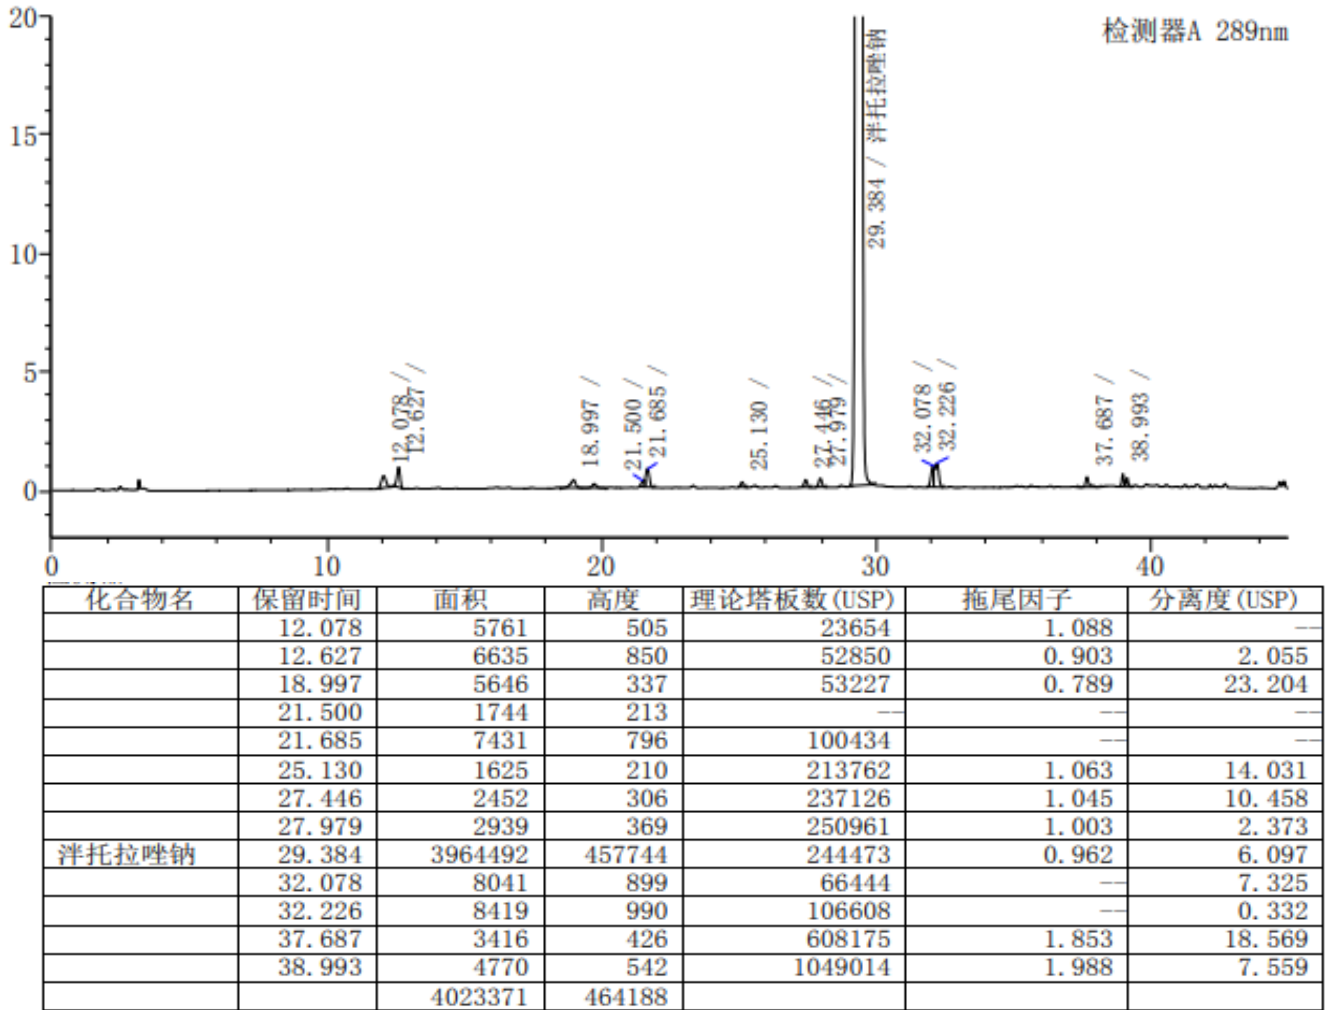 检测器A 289nm
20
15
10
5
0
12.078 /
12.627 /
18.997 /
21.500 /
21.685 /
25.130 /
27.446 /
27.979 /
29.384 / 泮托拉唑钠
32.078 /
32.226 /
37.687 /
38.993 /
0 10 20 30 40
化合物名 保留时间 面积 高度 理论塔板数(USP) 拖尾因子 分离度(USP)
12.078 5761 505 23654 1.088 --
12.627 6635 850 52850 0.903 2.055
18.997 5646 337 53227 0.789 23.204
21.500 1744 213 -- -- --
21.685 7431 796 100434 -- --
25.130 1625 210 213762 1.063 14.031
27.446 2452 306 237126 1.045 10.458
27.979 2939 369 250961 1.003 2.373
泮托拉唑钠 29.384 3964492 457744 244473 0.962 6.097
32.078 8041 899 66444 -- 7.325
32.226 8419 990 106608 -- 0.332
37.687 3416 426 608175 1.853 18.569
38.993 4770 542 1049014 1.988 7.559
4023371 464188